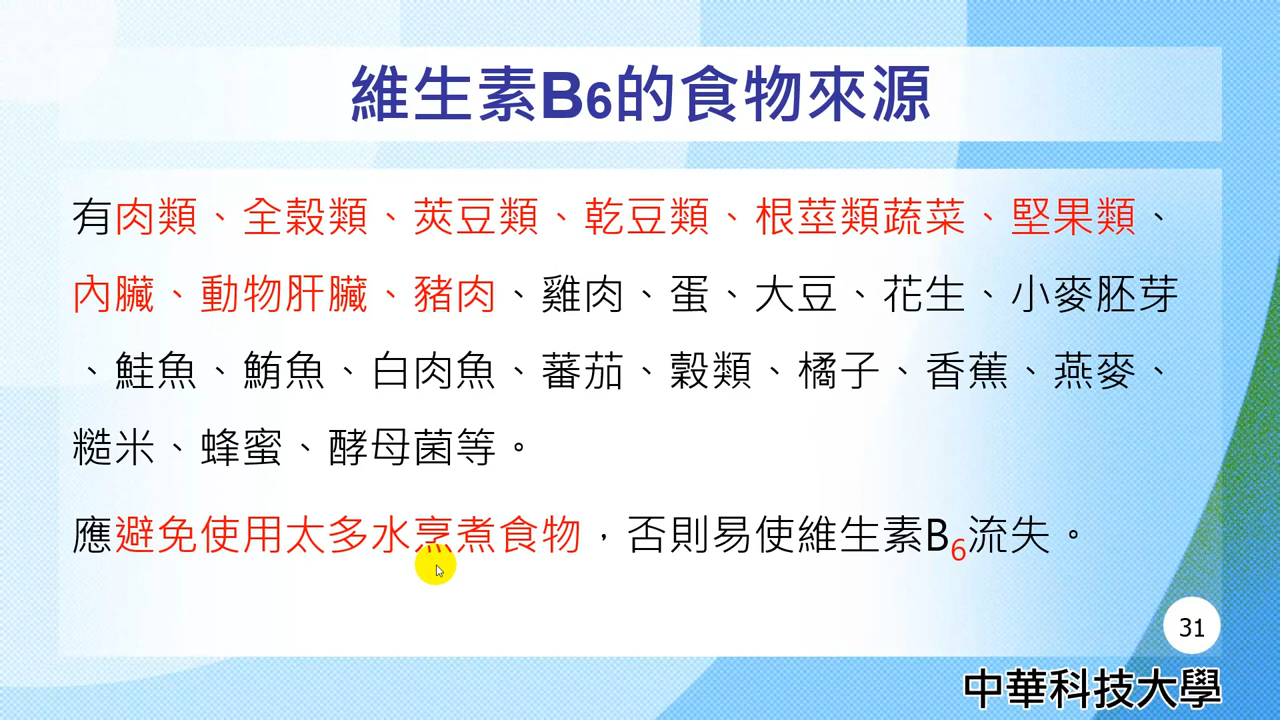 維生素B6的食物來源
有肉類、全穀類、莢豆類、乾豆類、根莖類蔬菜、堅果類、
內臟、動物肝臟、豬肉、雞肉、蛋、大豆、花生、小麥胚芽
、鮭魚、鮪魚、白肉魚、蕃茄、穀類、橘子、香蕉、燕麥、
糙米、蜂蜜、酵母菌等。
應避免使用太多水烹煮食物，否則易使維生素B6流失。
31
中華科技大學